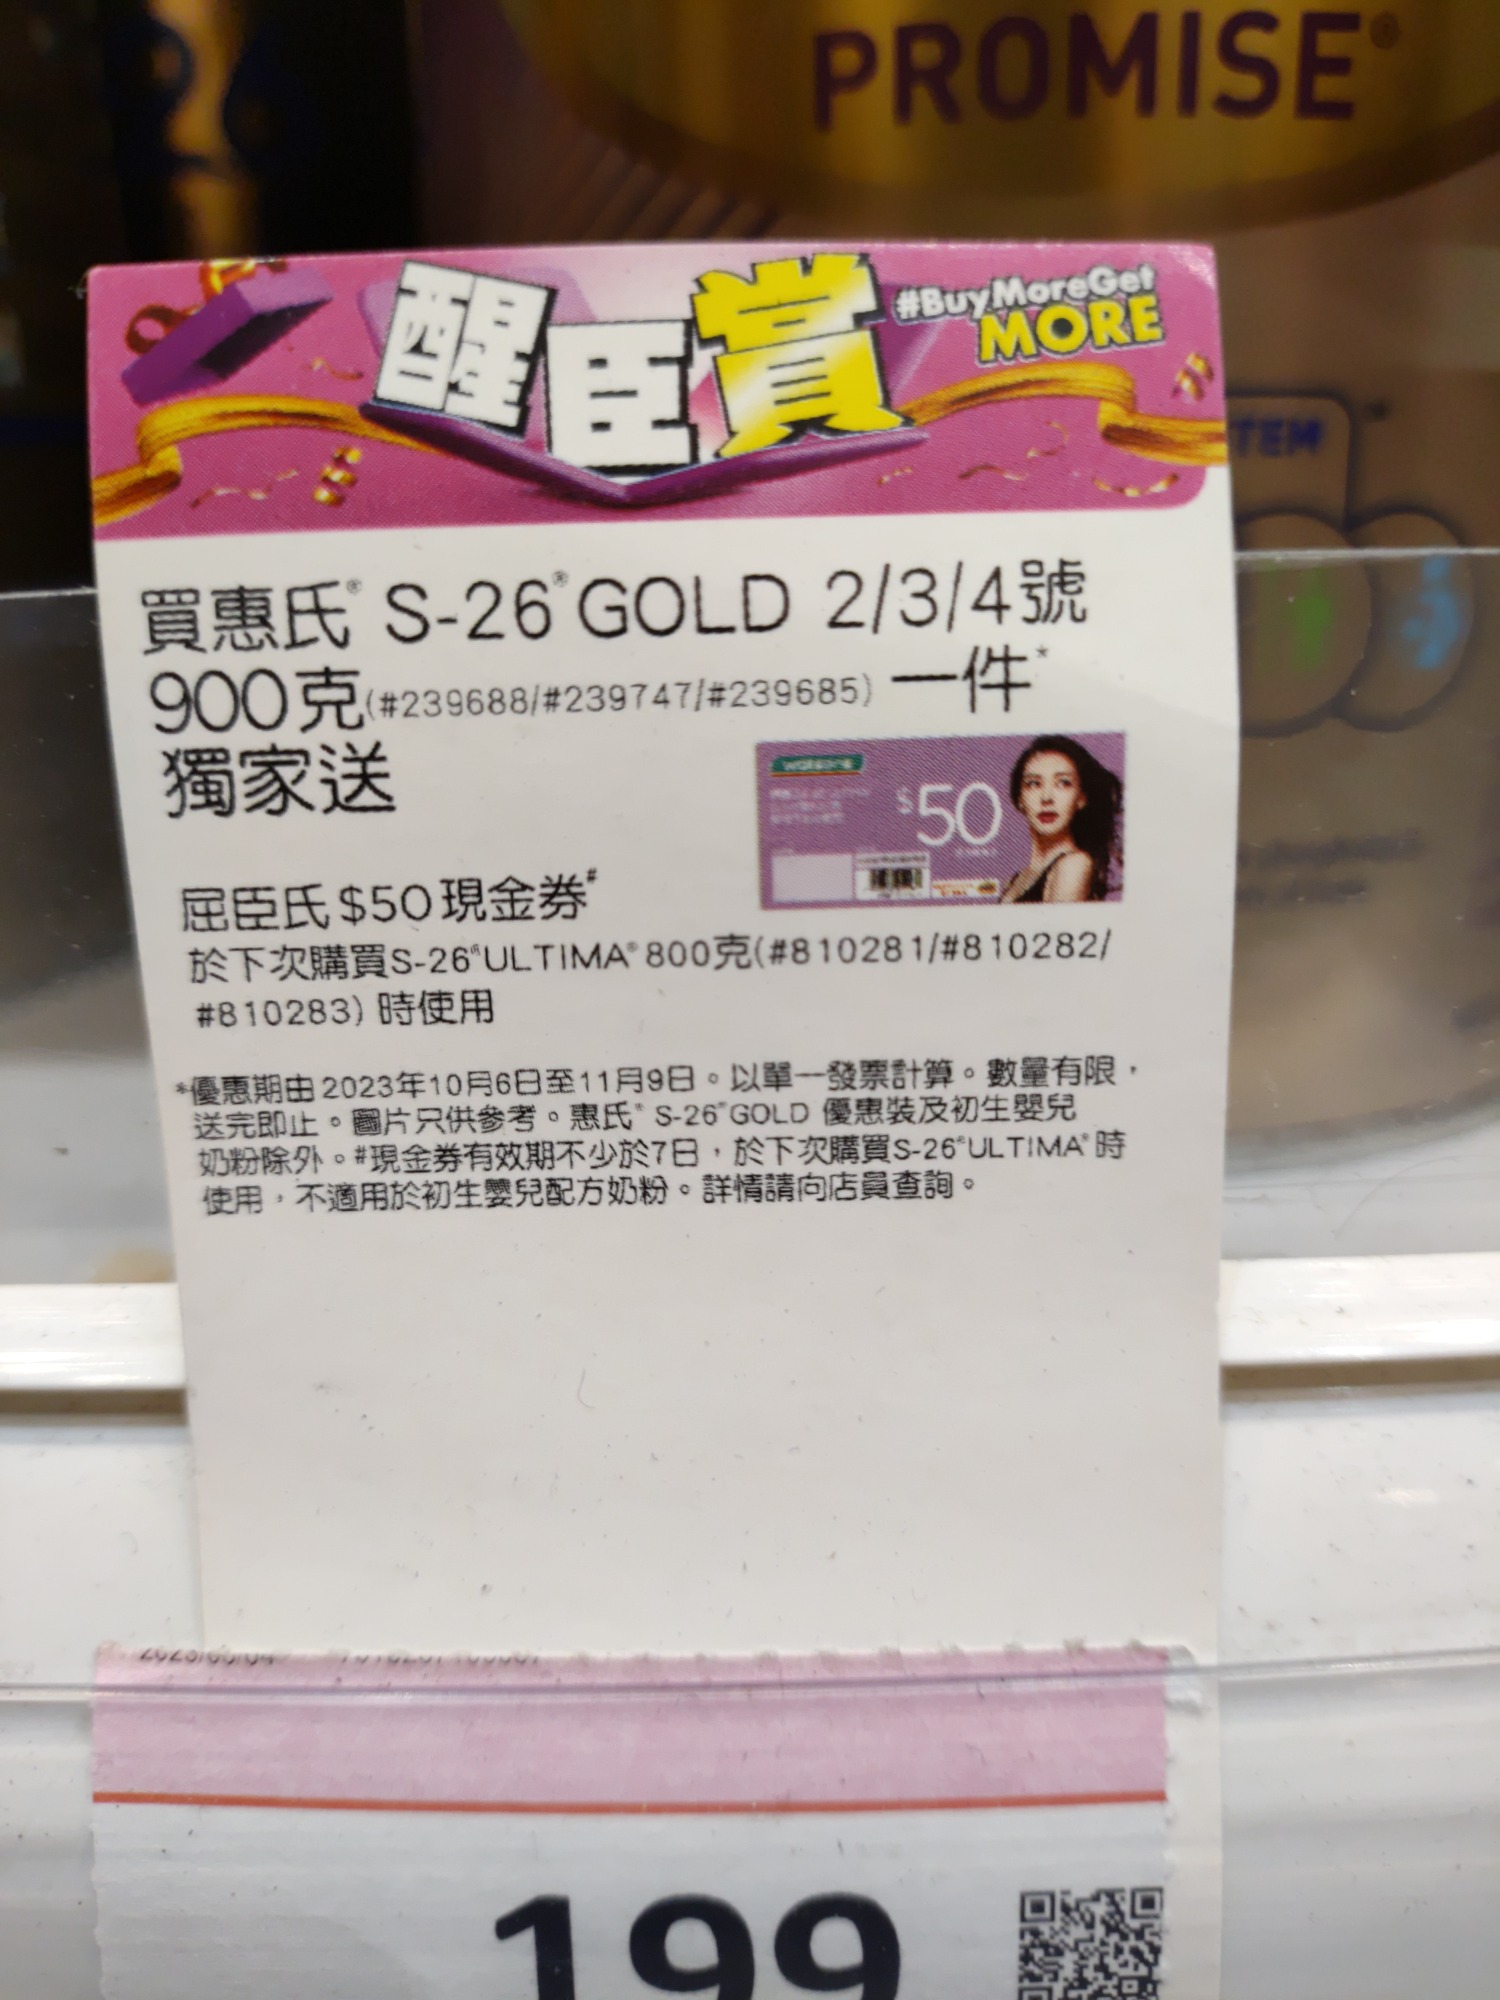 PROMISE®
醒臣賞
#BuyMoreGet
MORE
TEM
買惠氏® S-26® GOLD 2/3/4號
900克(#239688/#239747/#239685) 一件*
獨家送
watsons
$50
屈臣氏$50現金券#
於下次購買S-26®ULTIMA® 800克(#810281/#810282/
#810283) 時使用
*優惠期由2023年10月6日至11月9日。以單一發票計算。數量有限，
送完即止。圖片只供參考。惠氏® S-26®GOLD 優惠裝及初生嬰兒
奶粉除外。#現金券有效期不少於7日，於下次購買S-26®ULTIMA® 時
使用，不適用於初生嬰兒配方奶粉。詳情請向店員查詢。
199